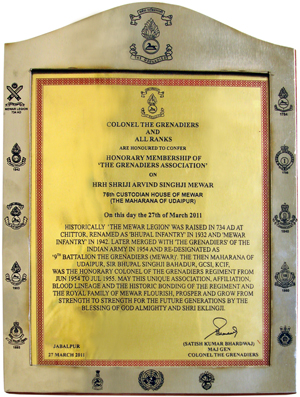 COLONEL THE GRENADIERS
AND
ALL RANKS
ARE HONOURED TO CONFER
HONORARY MEMBERSHIP OF
'THE GRENADIERS ASSOCIATION'
ON
HRH SHRIJI ARVIND SINGHJI MEWAR
76th CUSTODIAN HOUSE OF MEWAR
(THE MAHARANA OF UDAIPUR)
On this day the 27th of March 2011
HISTORICALLY 'THE MEWAR LEGION' WAS RAISED IN 734 AD AT
CHITTOR, RENAMED AS 'BHUPAL INFANTRY' IN 1932 AND 'MEWAR
INFANTRY' IN 1942. LATER MERGED WITH 'THE GRENADIERS' OF THE
INDIAN ARMY IN 1954 AND RE-DESIGNATED AS
'9TH BATTALION THE GRENADIERS (MEWAR)'. THE THEN MAHARANA OF
UDAIPUR, SIR BHUPAL SINGHJI BAHADUR, GCSI, KCIE,
WAS THE HONORARY COLONEL OF THE GRENADIERS REGIMENT FROM
JUN 1954 TO JUL 1955. MAY THIS UNIQUE ASSOCIATION, AFFILIATION,
BLOOD LINEAGE AND THE HISTORIC BONDING OF THE REGIMENT AND
THE ROYAL FAMILY OF MEWAR FLOURISH, PROSPER AND GROW FROM
STRENGTH TO STRENGTH FOR THE FUTURE GENERATIONS BY THE
BLESSING OF GOD ALMIGHTY AND SHRI EKLINGJI.
JABALPUR
27 MARCH 2011
(SATISH KUMAR BHARDWAJ)
MAJ GEN
COLONEL THE GRENADIERS